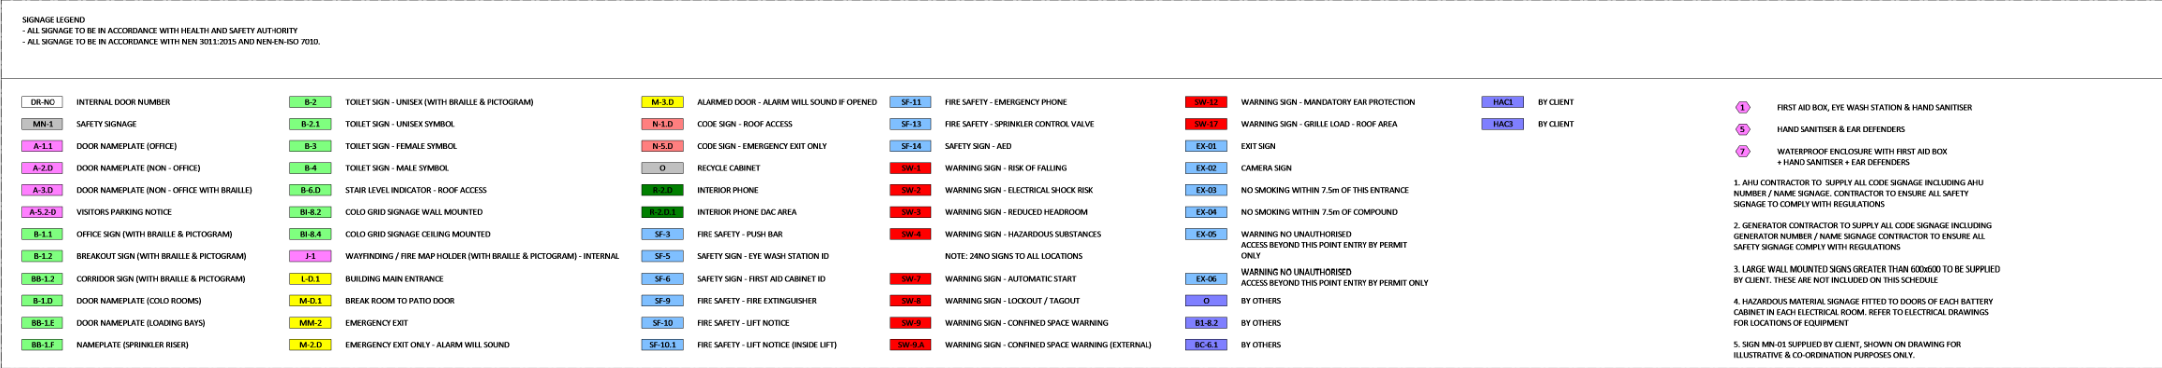 SIGNAGE LEGEND
- ALL SIGNAGE TO BE IN ACCORDANCE WITH HEALTH AND SAFETY AUTHORITY
- ALL SIGNAGE TO BE IN ACCORDANCE WITH NEN 3011:2015 AND NEN-EN-ISO 7010.
DR-NO INTERNAL DOOR NUMBER
MN-1 SAFETY SIGNAGE
A-1.1 DOOR NAMEPLATE (OFFICE)
A-2.D DOOR NAMEPLATE (NON - OFFICE)
A-3.D DOOR NAMEPLATE (NON - OFFICE WITH BRAILLE)
A-5.2-D VISITORS PARKING NOTICE
B-1.1 OFFICE SIGN (WITH BRAILLE & PICTOGRAM)
B-1.2 BREAKOUT SIGN (WITH BRAILLE & PICTOGRAM)
BB-1.2 CORRIDOR SIGN (WITH BRAILLE & PICTOGRAM)
B-1.D DOOR NAMEPLATE (COLO ROOMS)
BB-1.E DOOR NAMEPLATE (LOADING BAYS)
BB-1.F NAMEPLATE (SPRINKLER RISER)
B-2 TOILET SIGN - UNISEX (WITH BRAILLE & PICTOGRAM)
B-2.1 TOILET SIGN - UNISEX SYMBOL
B-3 TOILET SIGN - FEMALE SYMBOL
B-4 TOILET SIGN - MALE SYMBOL
B-6.D STAIR LEVEL INDICATOR - ROOF ACCESS
BI-8.2 COLO GRID SIGNAGE WALL MOUNTED
BI-8.4 COLO GRID SIGNAGE CEILING MOUNTED
J-1 WAYFINDING / FIRE MAP HOLDER (WITH BRAILLE & PICTOGRAM) - INTERNAL
L-D.1 BUILDING MAIN ENTRANCE
M-D.1 BREAK ROOM TO PATIO DOOR
MM-2 EMERGENCY EXIT
M-2.D EMERGENCY EXIT ONLY - ALARM WILL SOUND
M-3.D ALARMED DOOR - ALARM WILL SOUND IF OPENED
N-1.D CODE SIGN - ROOF ACCESS
N-5.D CODE SIGN - EMERGENCY EXIT ONLY
O RECYCLE CABINET
R-2.D INTERIOR PHONE
R-2.D.1 INTERIOR PHONE DAC AREA
SF-3 FIRE SAFETY - PUSH BAR
SF-5 SAFETY SIGN - EYE WASH STATION ID
SF-6 SAFETY SIGN - FIRST AID CABINET ID
SF-9 FIRE SAFETY - FIRE EXTINGUISHER
SF-10 FIRE SAFETY - LIFT NOTICE
SF-10.1 FIRE SAFETY - LIFT NOTICE (INSIDE LIFT)
SF-11 FIRE SAFETY - EMERGENCY PHONE
SF-13 FIRE SAFETY - SPRINKLER CONTROL VALVE
SF-14 SAFETY SIGN - AED
SW-1 WARNING SIGN - RISK OF FALLING
SW-2 WARNING SIGN - ELECTRICAL SHOCK RISK
SW-3 WARNING SIGN - REDUCED HEADROOM
SW-4 WARNING SIGN - HAZARDOUS SUBSTANCES
NOTE: 24NO SIGNS TO ALL LOCATIONS
SW-7 WARNING SIGN - AUTOMATIC START
SW-8 WARNING SIGN - LOCKOUT / TAGOUT
SW-9 WARNING SIGN - CONFINED SPACE WARNING
SW-9.A WARNING SIGN - CONFINED SPACE WARNING (EXTERNAL)
SW-12 WARNING SIGN - MANDATORY EAR PROTECTION
SW-17 WARNING SIGN - GRILLE LOAD - ROOF AREA
EX-01 EXIT SIGN
EX-02 CAMERA SIGN
EX-03 NO SMOKING WITHIN 7.5m OF THIS ENTRANCE
EX-04 NO SMOKING WITHIN 7.5m OF COMPOUND
EX-05 WARNING NO UNAUTHORISED
ACCESS BEYOND THIS POINT ENTRY BY PERMIT
ONLY
EX-06 WARNING NO UNAUTHORISED
ACCESS BEYOND THIS POINT ENTRY BY PERMIT ONLY
O BY OTHERS
B1-8.2 BY OTHERS
BC-6.1 BY OTHERS
HAC1 BY CLIENT
HAC3 BY CLIENT
1 FIRST AID BOX, EYE WASH STATION & HAND SANITISER
5 HAND SANITISER & EAR DEFENDERS
7 WATERPROOF ENCLOSURE WITH FIRST AID BOX
+ HAND SANITISER + EAR DEFENDERS
1. AHU CONTRACTOR TO SUPPLY ALL CODE SIGNAGE INCLUDING AHU
NUMBER / NAME SIGNAGE. CONTRACTOR TO ENSURE ALL SAFETY
SIGNAGE TO COMPLY WITH REGULATIONS
2. GENERATOR CONTRACTOR TO SUPPLY ALL CODE SIGNAGE INCLUDING
GENERATOR NUMBER / NAME SIGNAGE CONTRACTOR TO ENSURE ALL
SAFETY SIGNAGE COMPLY WITH REGULATIONS
3. LARGE WALL MOUNTED SIGNS GREATER THAN 600x600 TO BE SUPPLIED
BY CLIENT. THESE ARE NOT INCLUDED ON THIS SCHEDULE
4. HAZARDOUS MATERIAL SIGNAGE FITTED TO DOORS OF EACH BATTERY
CABINET IN EACH ELECTRICAL ROOM. REFER TO ELECTRICAL DRAWINGS
FOR LOCATIONS OF EQUIPMENT
5. SIGN MN-01 SUPPLIED BY CLIENT, SHOWN ON DRAWING FOR
ILLUSTRATIVE & CO-ORDINATION PURPOSES ONLY.